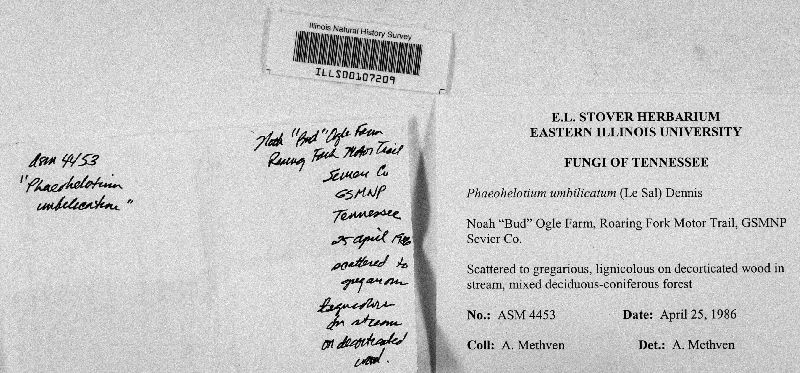 Illinois Natural History Survey
ILLS00107209
asm 4453
"Phaeohelotium
umbilicatum"
Noah "Bud" Ogle Farm
Roaring Fork Motor Trail
Sevier Co
GSMNP
Tennessee
25 April 1986
scattered to
gregarious
lignicolous
in stream
on decorticated
wood.
E.L. STOVER HERBARIUM
EASTERN ILLINOIS UNIVERSITY
FUNGI OF TENNESSEE
Phaeohelotium umbilicatum (Le Sal) Dennis
Noah “Bud” Ogle Farm, Roaring Fork Motor Trail, GSMNP
Sevier Co.
Scattered to gregarious, lignicolous on decorticated wood in
stream, mixed deciduous-coniferous forest
No.: ASM 4453 Date: April 25, 1986
Coll: A. Methven Det.: A. Methven